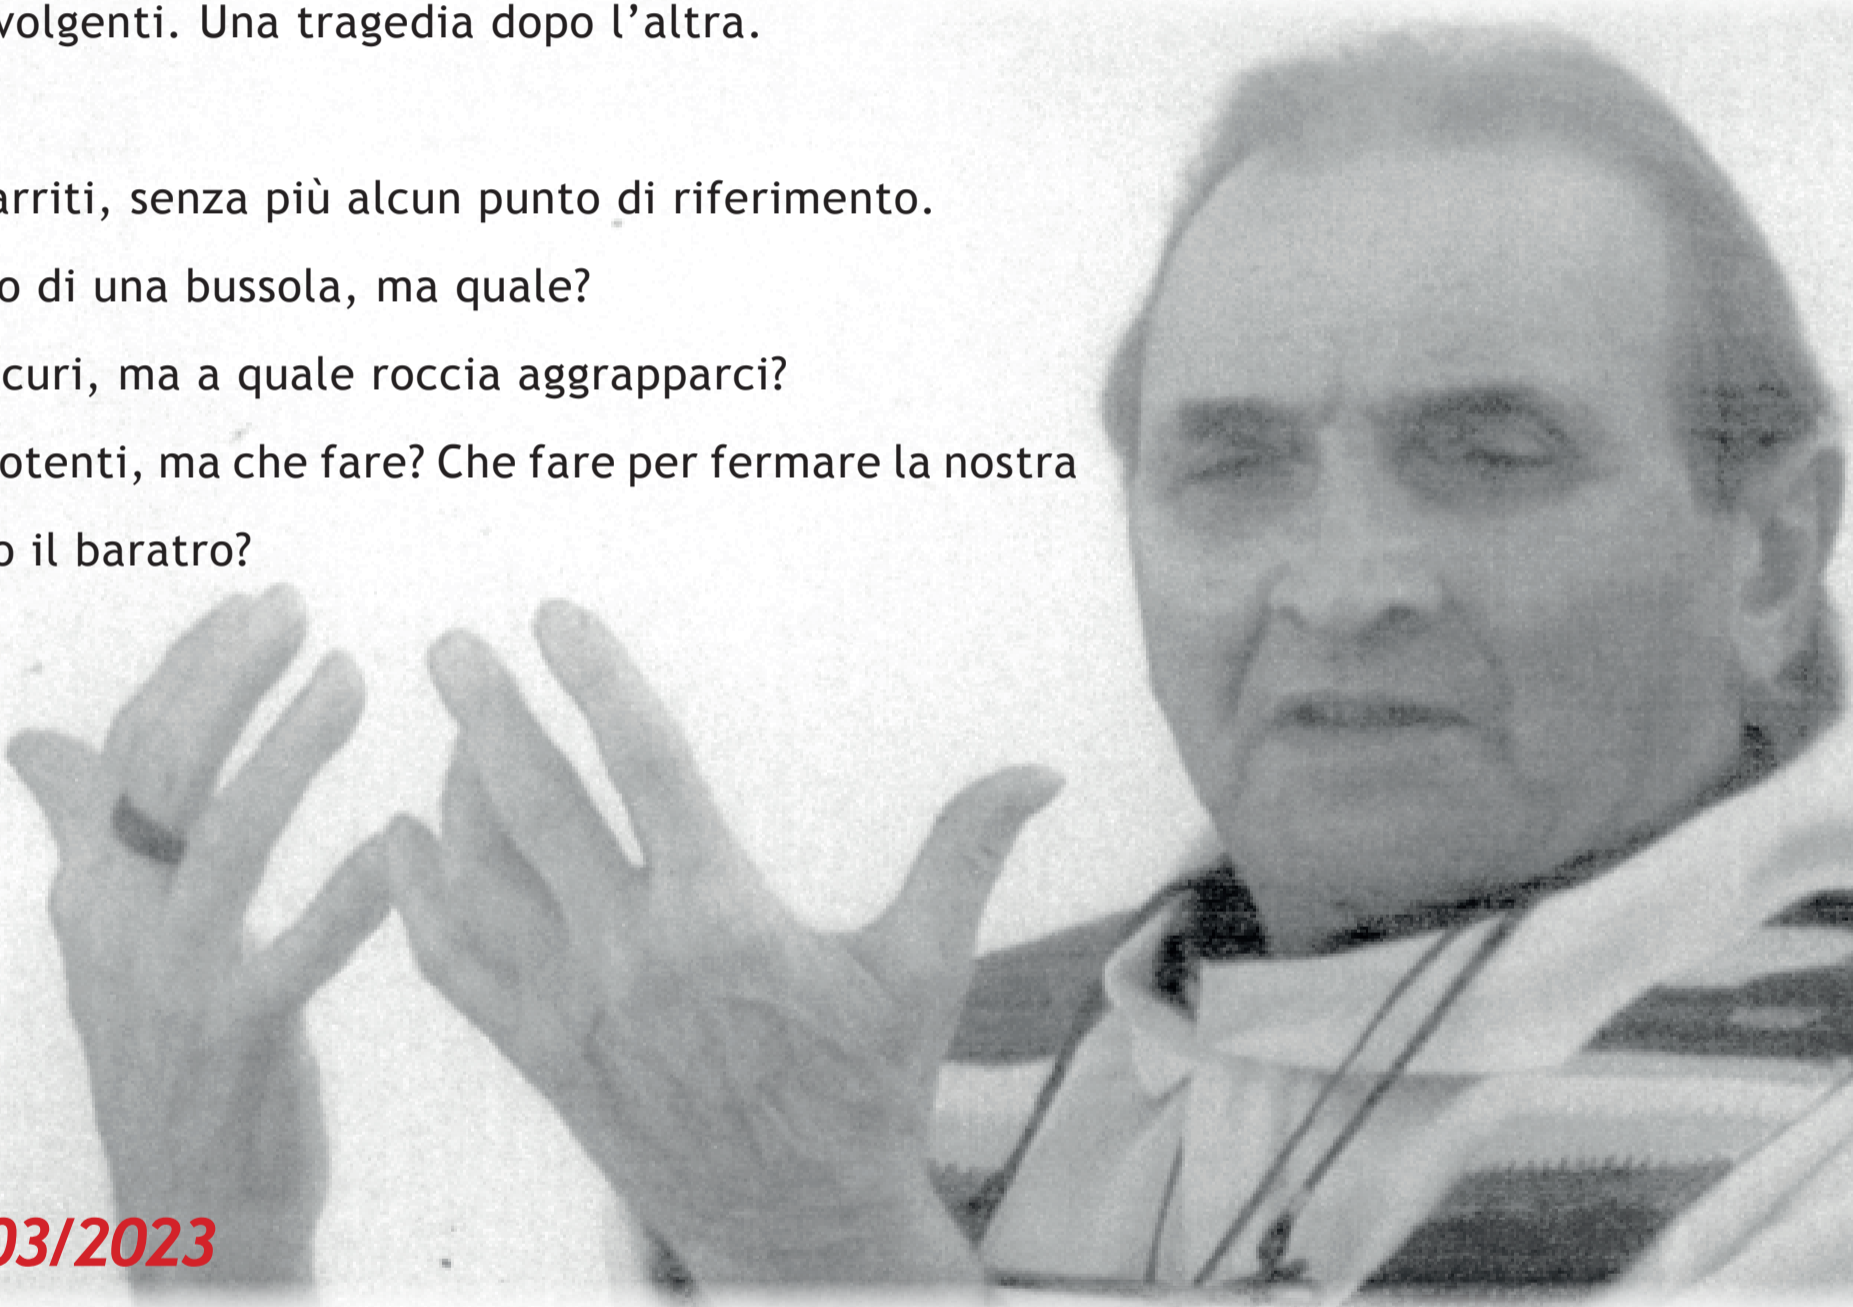 volgenti. Una tragedia dopo l’altra.
arriti, senza più alcun punto di riferimento.
o di una bussola, ma quale?
curi, ma a quale roccia aggrapparci?
otenti, ma che fare? Che fare per fermare la nostra
o il baratro?
03/2023